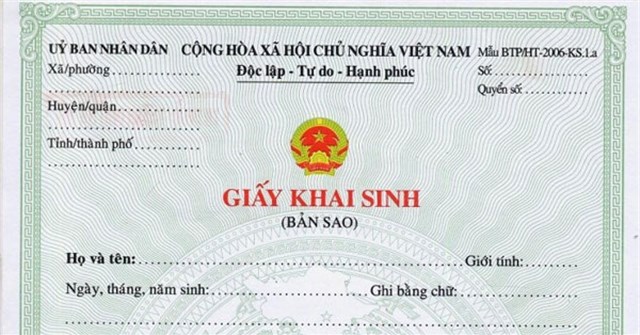 ỦY BAN NHÂN DÂN CỘNG HÒA XÃ HỘI CHỦ NGHĨA VIỆT NAM Mẫu BTP/HT-2006-KS.1.a
Xã/phường........................ Độc lập - Tự do - Hạnh phúc Số: ........................
Huyện/quận ........................ Quyển số: ........................
Tỉnh/thành phố ........................
GIẤY KHAI SINH
(BẢN SAO)
Họ và tên: ........................ Giới tính: ........................
Ngày, tháng, năm sinh: ........................ Ghi bằng chữ: ........................